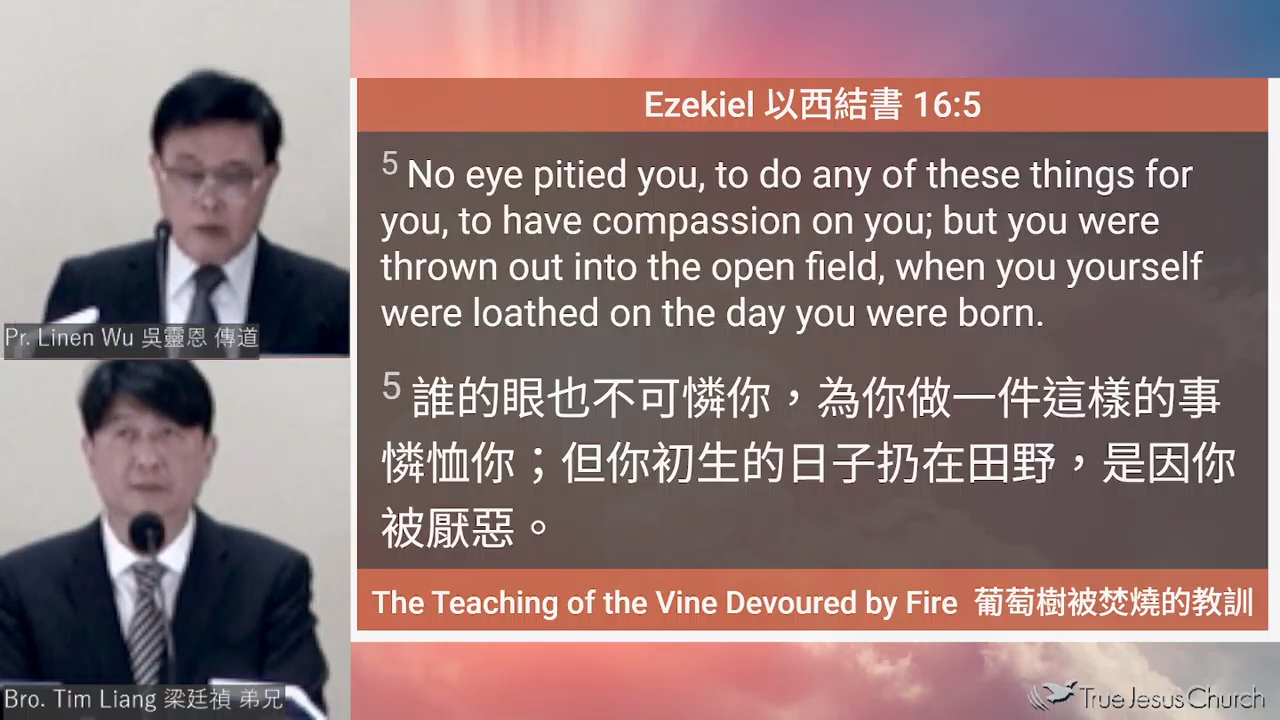 Ezekiel 以西結書 16:5
5 No eye pitied you, to do any of these things for
you, to have compassion on you; but you were
thrown out into the open field, when you yourself
were loathed on the day you were born.
5 誰的眼也不可憐你，為你做一件這樣的事
憐恤你；但你初生的日子扔在田野，是因你
被厭惡。
The Teaching of the Vine Devoured by Fire 葡萄樹被焚燒的教訓
Pr. Linen Wu 吳靈恩 傳道
Bro. Tim Liang 梁廷禎 弟兄
True Jesus Church